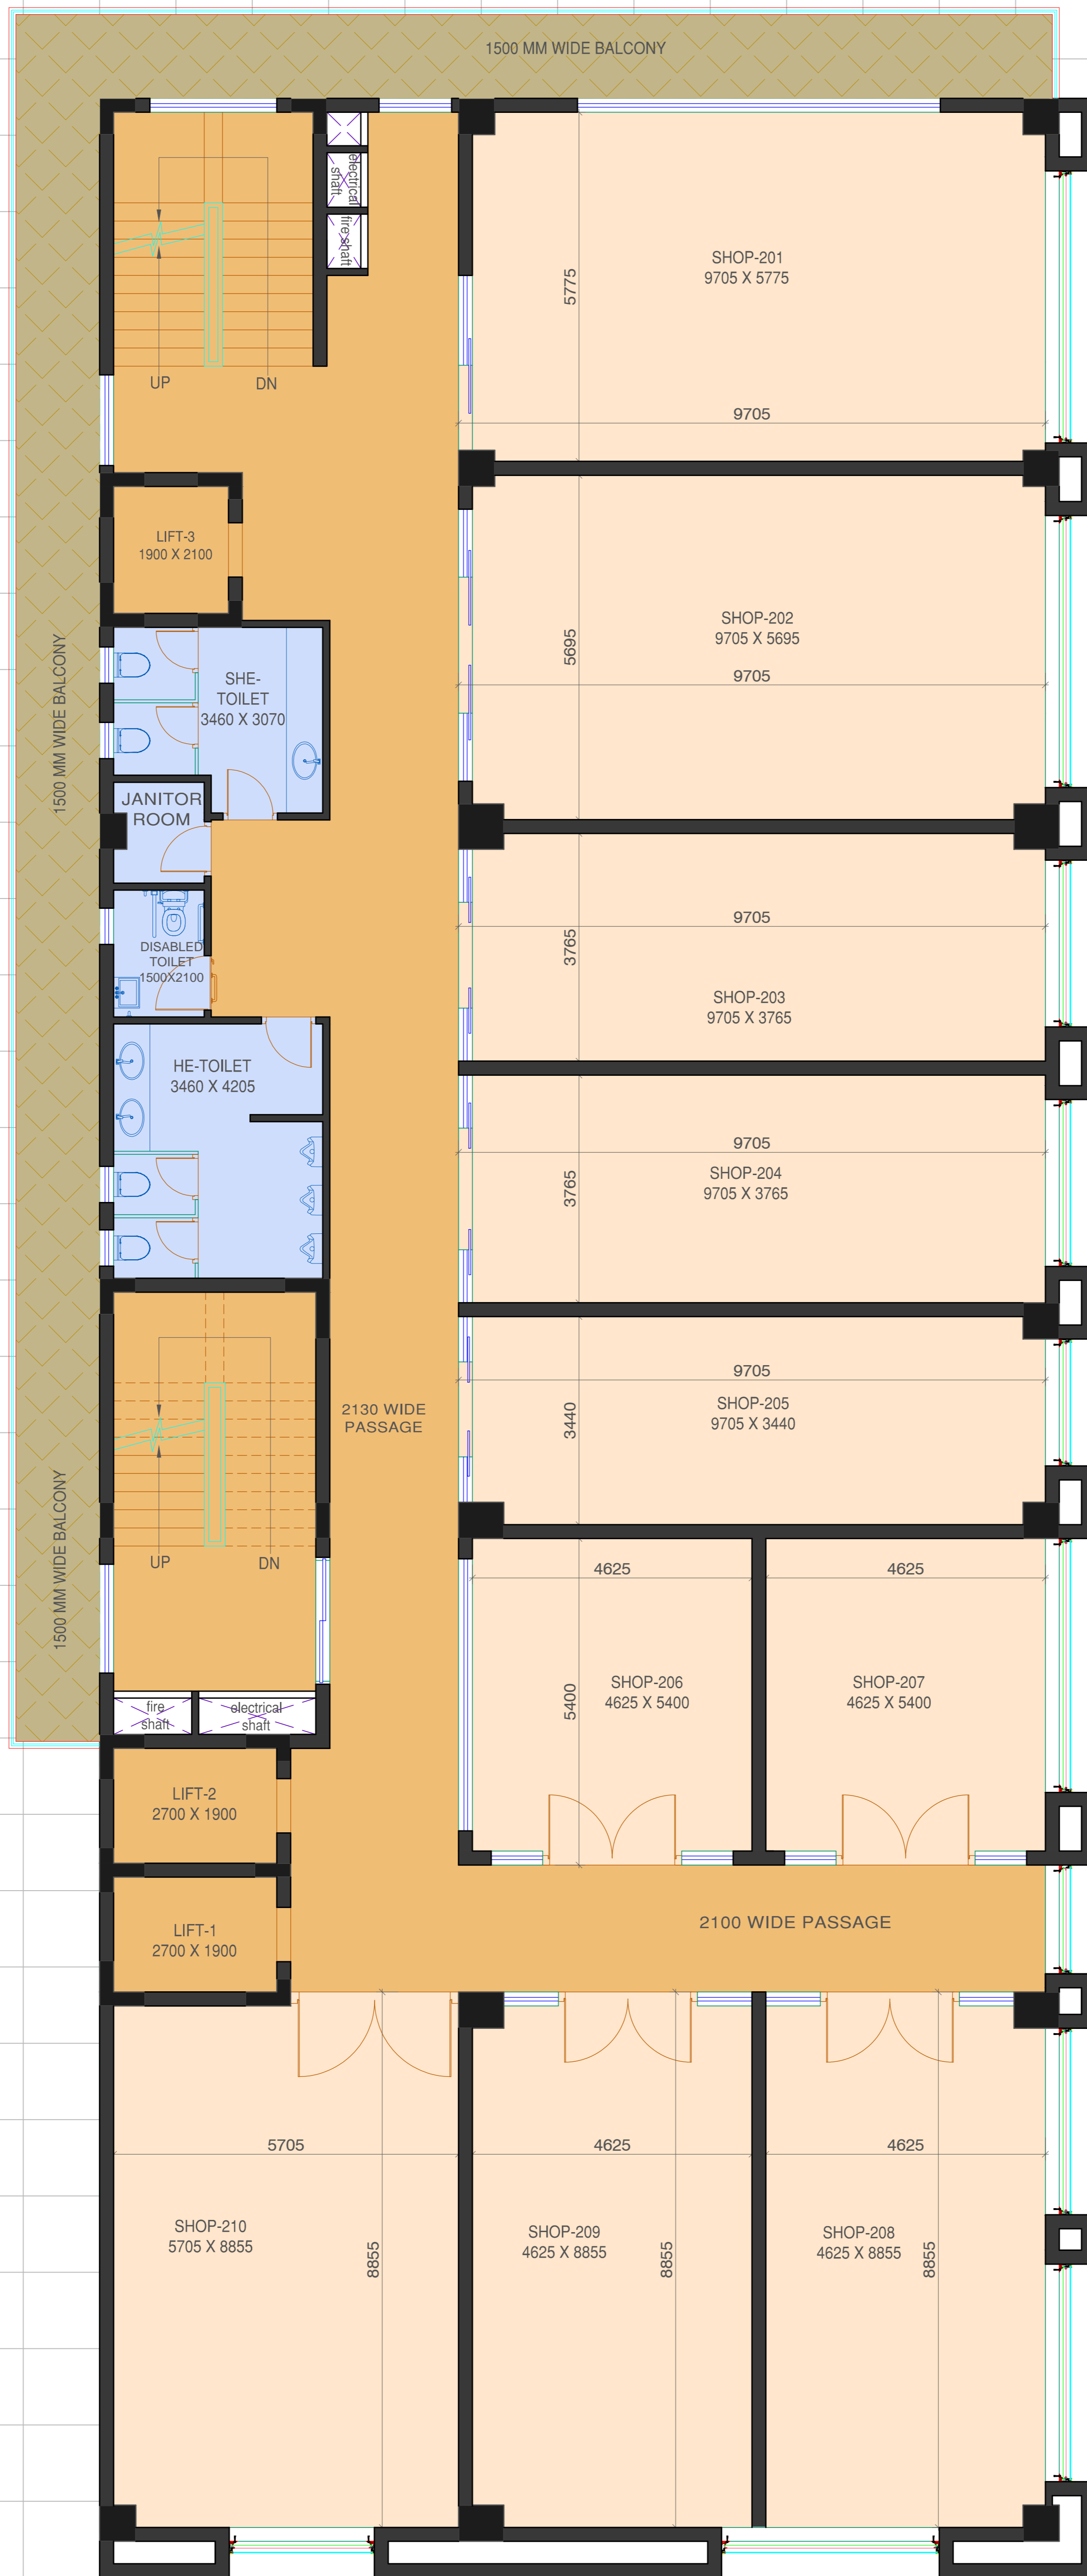 1500 MM WIDE BALCONY
electrical
shaft
fire shaft
SHOP-201
9705 X 5775
5775
UP
DN
9705
LIFT-3
1900 X 2100
SHOP-202
9705 X 5695
5695
9705
1500 MM WIDE BALCONY
SHE-
TOILET
3460 X 3070
JANITOR
ROOM
9705
3765
DISABLED
TOILET
1500X2100
SHOP-203
9705 X 3765
HE-TOILET
3460 X 4205
9705
3765
SHOP-204
9705 X 3765
9705
2130 WIDE
PASSAGE
3440
SHOP-205
9705 X 3440
1500 MM WIDE BALCONY
UP
DN
4625
4625
SHOP-206
4625 X 5400
SHOP-207
4625 X 5400
5400
fire
shaft
electrical
shaft
LIFT-2
2700 X 1900
2100 WIDE PASSAGE
LIFT-1
2700 X 1900
5705
4625
4625
SHOP-210
5705 X 8855
SHOP-209
4625 X 8855
SHOP-208
4625 X 8855
8855
8855
8855